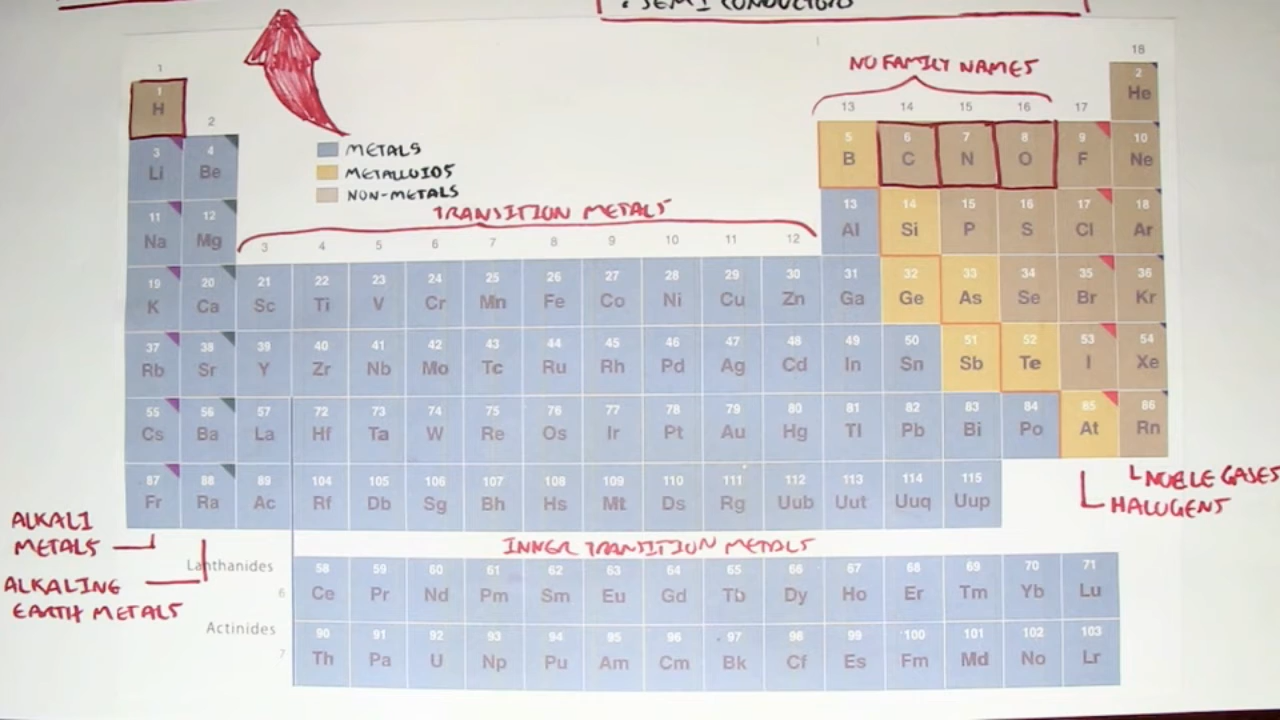 : SEMI CONDUCTORS
18
1
NO FAMILY NAMES
1 H
2 He
2
13 14 15 16 17
METALS
METALLOIDS
NON-METALS
3 Li 4 Be 5 B 6 C 7 N 8 O 9 F 10 Ne
TRANSITION METALS
11 Na 12 Mg 13 Al 14 Si 15 P 16 S 17 Cl 18 Ar
3 4 5 6 7 8 9 10 11 12
19 K 20 Ca 21 Sc 22 Ti 23 V 24 Cr 25 Mn 26 Fe 27 Co 28 Ni 29 Cu 30 Zn 31 Ga 32 Ge 33 As 34 Se 35 Br 36 Kr
37 Rb 38 Sr 39 Y 40 Zr 41 Nb 42 Mo 43 Tc 44 Ru 45 Rh 46 Pd 47 Ag 48 Cd 49 In 50 Sn 51 Sb 52 Te 53 I 54 Xe
55 Cs 56 Ba 57 La 72 Hf 73 Ta 74 W 75 Re 76 Os 77 Ir 78 Pt 79 Au 80 Hg 81 Tl 82 Pb 83 Bi 84 Po 85 At 86 Rn
87 Fr 88 Ra 89 Ac 104 Rf 105 Db 106 Sg 107 Bh 108 Hs 109 Mt 110 Ds 111 Rg 112 Uub 113 Uut 114 Uuq 115 Uup
NOBLE GASES
HALOGENS
ALKALI
METALS
ALKALINE
EARTH METALS
INNER TRANSITION METALS
Lanthanides
6 58 Ce 59 Pr 60 Nd 61 Pm 62 Sm 63 Eu 64 Gd 65 Tb 66 Dy 67 Ho 68 Er 69 Tm 70 Yb 71 Lu
Actinides
7 90 Th 91 Pa 92 U 93 Np 94 Pu 95 Am 96 Cm 97 Bk 98 Cf 99 Es 100 Fm 101 Md 102 No 103 Lr